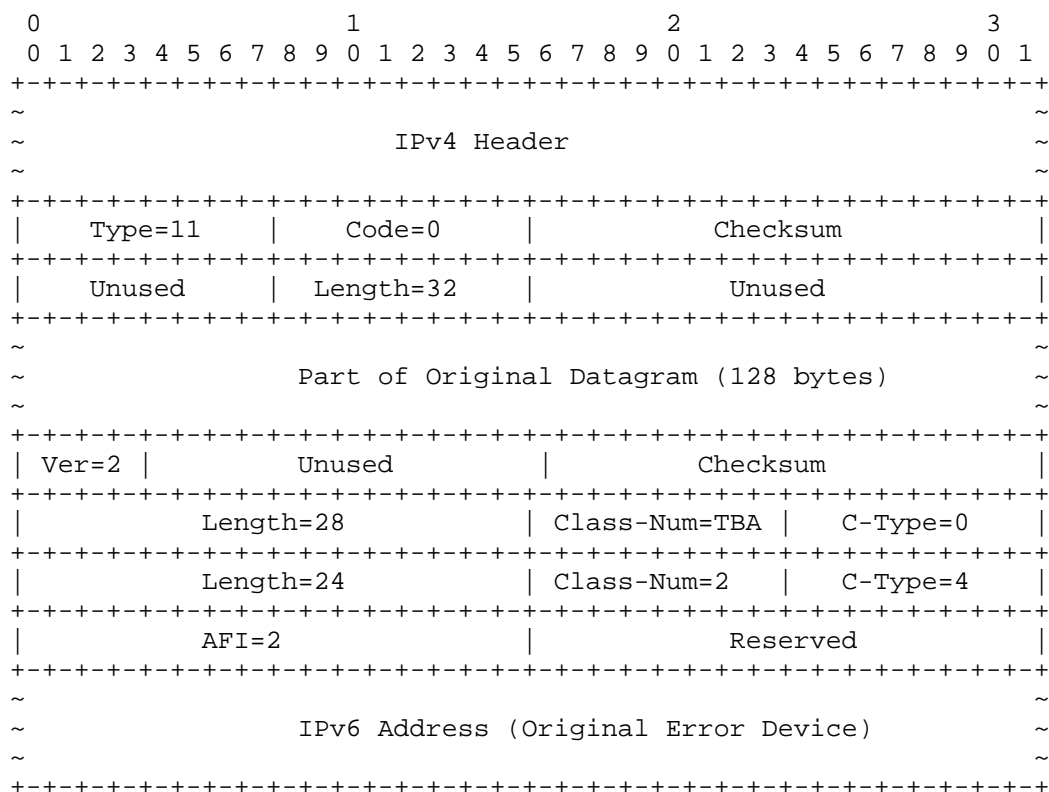 0                   1                   2                   3
 0 1 2 3 4 5 6 7 8 9 0 1 2 3 4 5 6 7 8 9 0 1 2 3 4 5 6 7 8 9 0 1
+-+-+-+-+-+-+-+-+-+-+-+-+-+-+-+-+-+-+-+-+-+-+-+-+-+-+-+-+-+-+-+-+
~                                                               ~
~                       IPv4 Header                             ~
~                                                               ~
+-+-+-+-+-+-+-+-+-+-+-+-+-+-+-+-+-+-+-+-+-+-+-+-+-+-+-+-+-+-+-+-+
|    Type=11    |    Code=0     |          Checksum             |
+-+-+-+-+-+-+-+-+-+-+-+-+-+-+-+-+-+-+-+-+-+-+-+-+-+-+-+-+-+-+-+-+
|    Unused     |  Length=32    |            Unused             |
+-+-+-+-+-+-+-+-+-+-+-+-+-+-+-+-+-+-+-+-+-+-+-+-+-+-+-+-+-+-+-+-+
~                                                               ~
~                 Part of Original Datagram (128 bytes)         ~
~                                                               ~
+-+-+-+-+-+-+-+-+-+-+-+-+-+-+-+-+-+-+-+-+-+-+-+-+-+-+-+-+-+-+-+-+
| Ver=2 |         Unused         |         Checksum             |
+-+-+-+-+-+-+-+-+-+-+-+-+-+-+-+-+-+-+-+-+-+-+-+-+-+-+-+-+-+-+-+-+
|           Length=28           | Class-Num=TBA |   C-Type=0    |
+-+-+-+-+-+-+-+-+-+-+-+-+-+-+-+-+-+-+-+-+-+-+-+-+-+-+-+-+-+-+-+-+
|           Length=24           | Class-Num=2   |   C-Type=4    |
+-+-+-+-+-+-+-+-+-+-+-+-+-+-+-+-+-+-+-+-+-+-+-+-+-+-+-+-+-+-+-+-+
|           AFI=2               |            Reserved           |
+-+-+-+-+-+-+-+-+-+-+-+-+-+-+-+-+-+-+-+-+-+-+-+-+-+-+-+-+-+-+-+-+
~                                                               ~
~                 IPv6 Address (Original Error Device)          ~
~                                                               ~
+-+-+-+-+-+-+-+-+-+-+-+-+-+-+-+-+-+-+-+-+-+-+-+-+-+-+-+-+-+-+-+-+